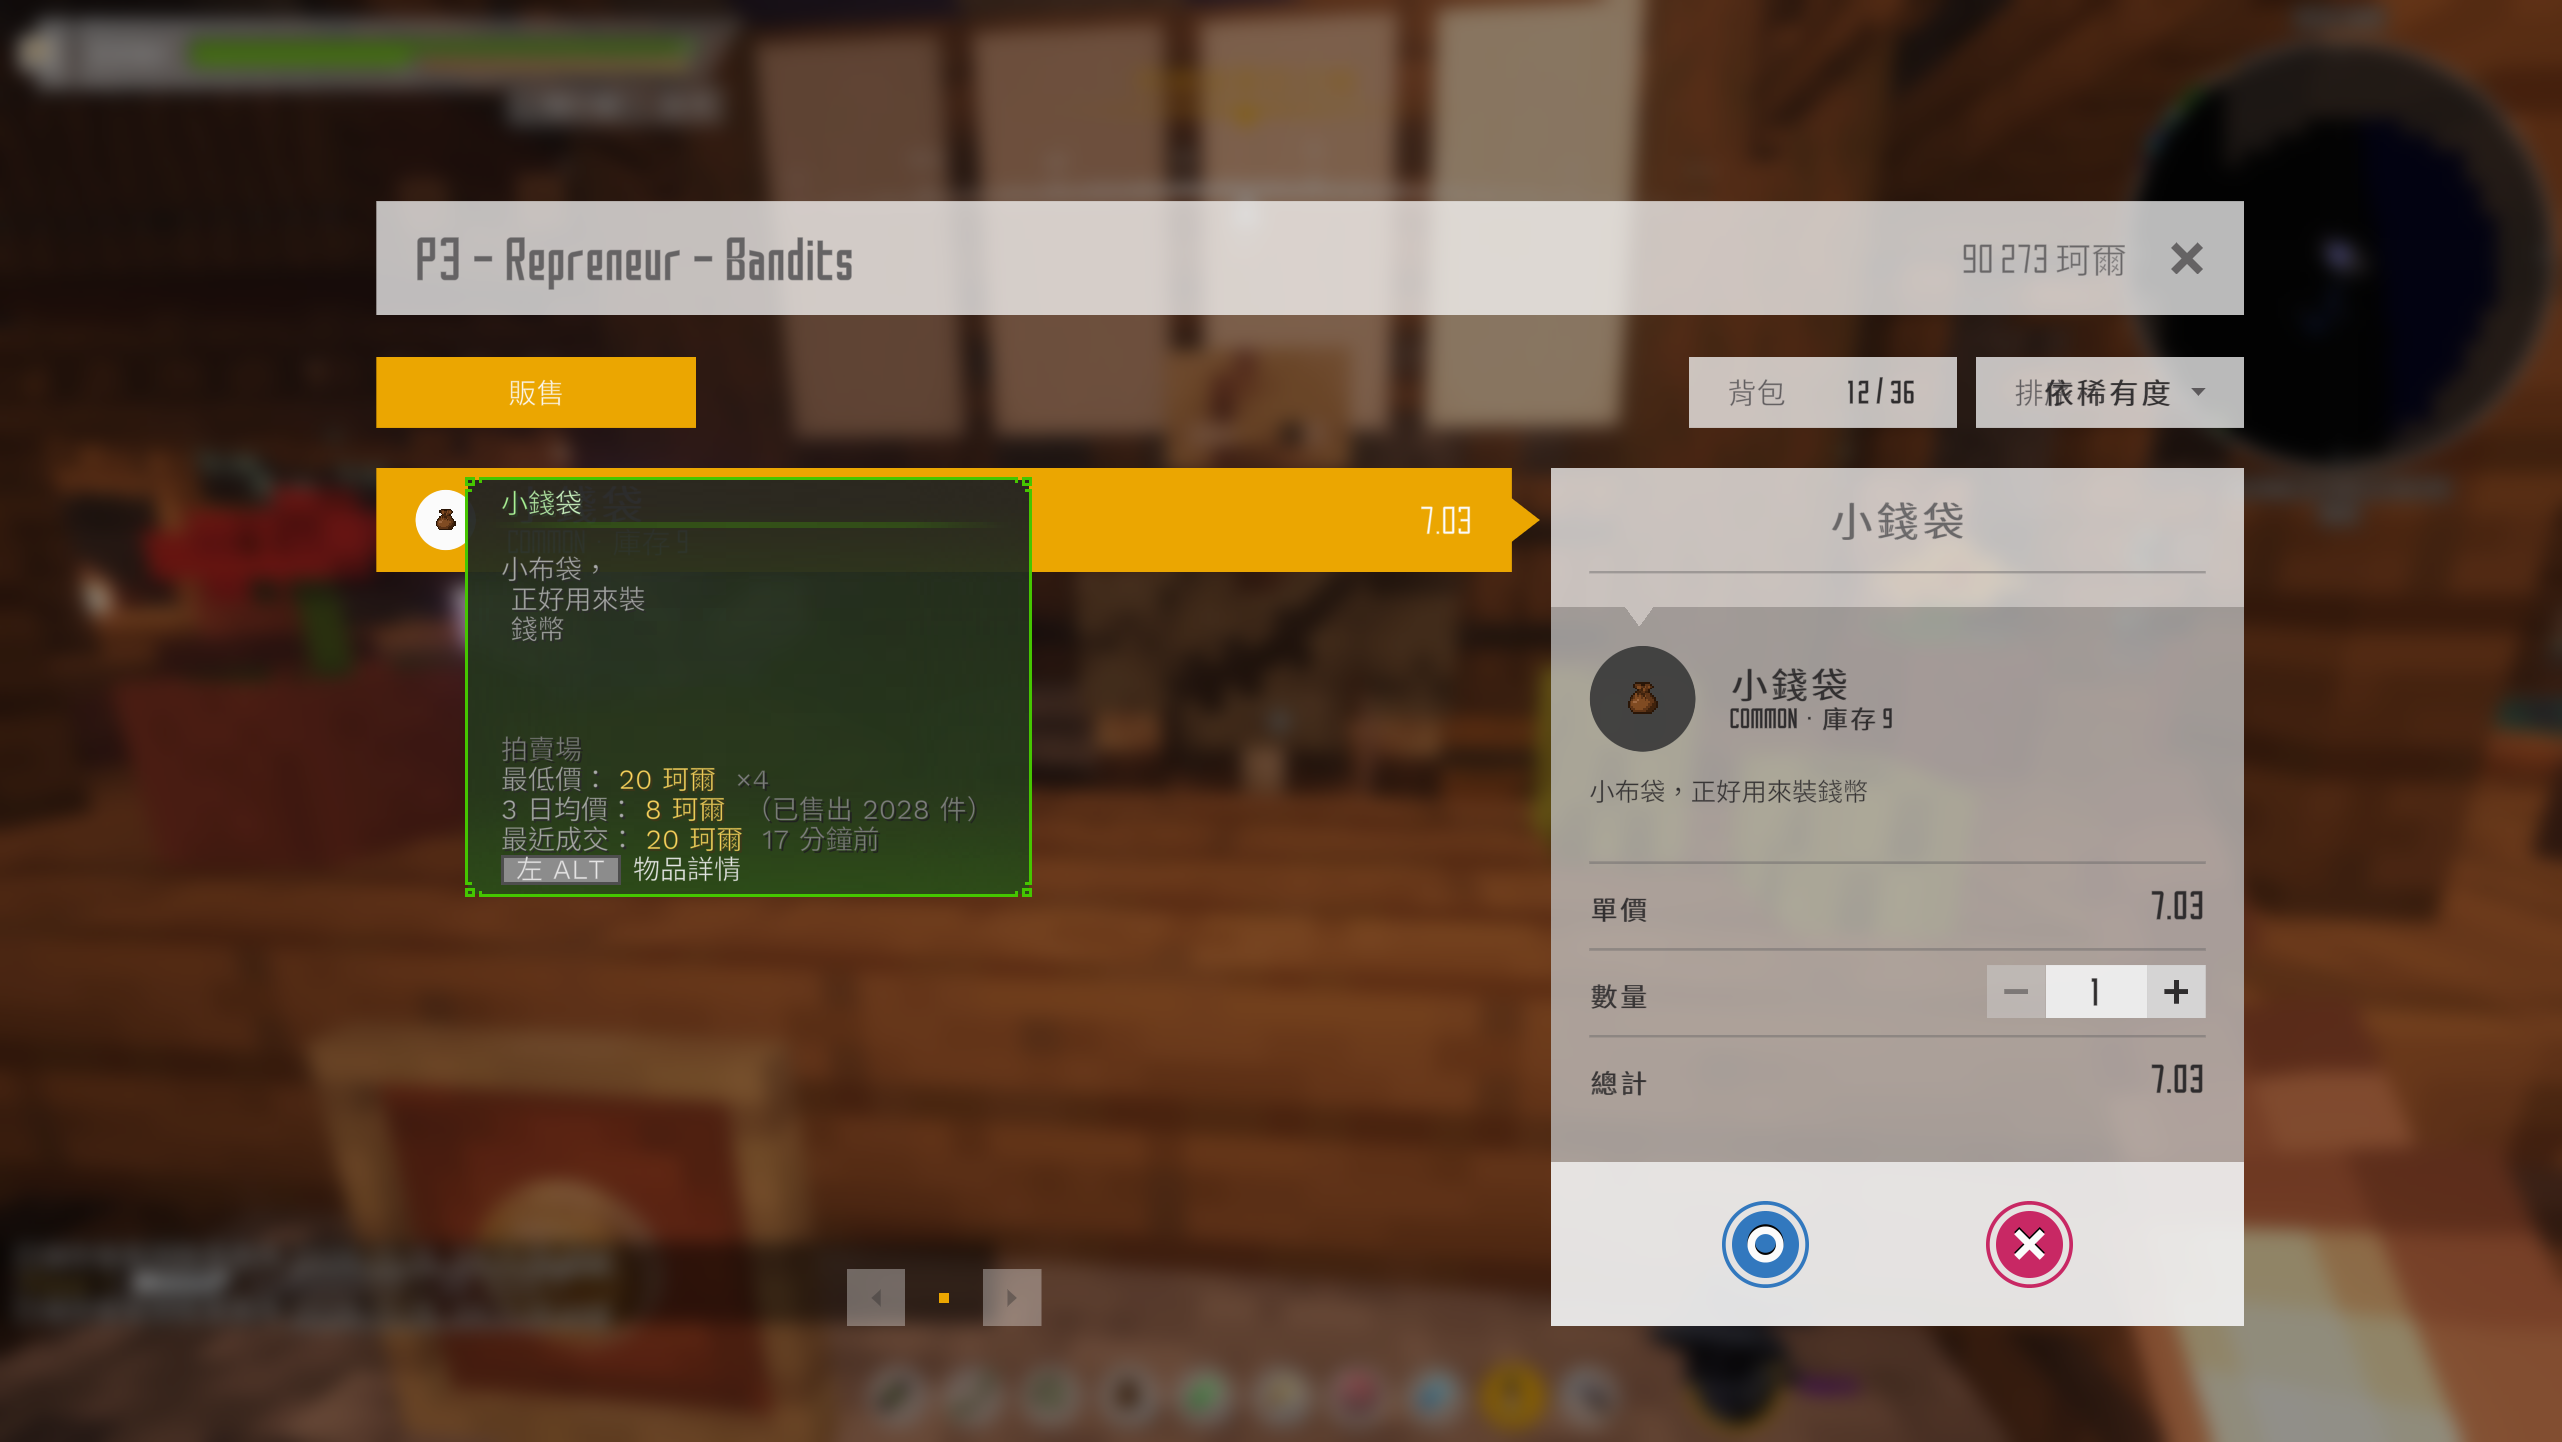 P3 - Repreneur - Bandits
90 273 珂爾
販售
背包 12/36
依稀有度
7.03
小錢袋
小布袋，
正好用來裝
錢幣
拍賣場
最低價： 20 珂爾 ×4
3 日均價： 8 珂爾 （已售出 2028 件）
最近成交： 20 珂爾 17 分鐘前
左 ALT 物品詳情
小錢袋
小錢袋
COMMON · 庫存 9
小布袋，正好用來裝錢幣
單價 7.03
數量 1
總計 7.03